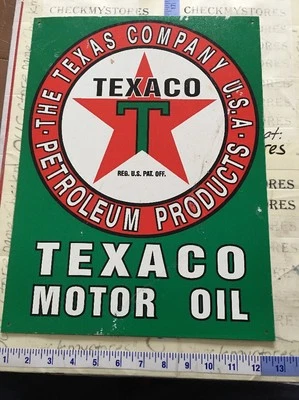 CHECKMYSTORES
· THE TEXAS COMPANY U.S.A ·
TEXACO
T
REG. U.S. PAT. OFF.
PETROLEUM PRODUCTS
TEXACO
MOTOR OIL
1 2 3 4 5 6 7 8 9 10 11 12 13